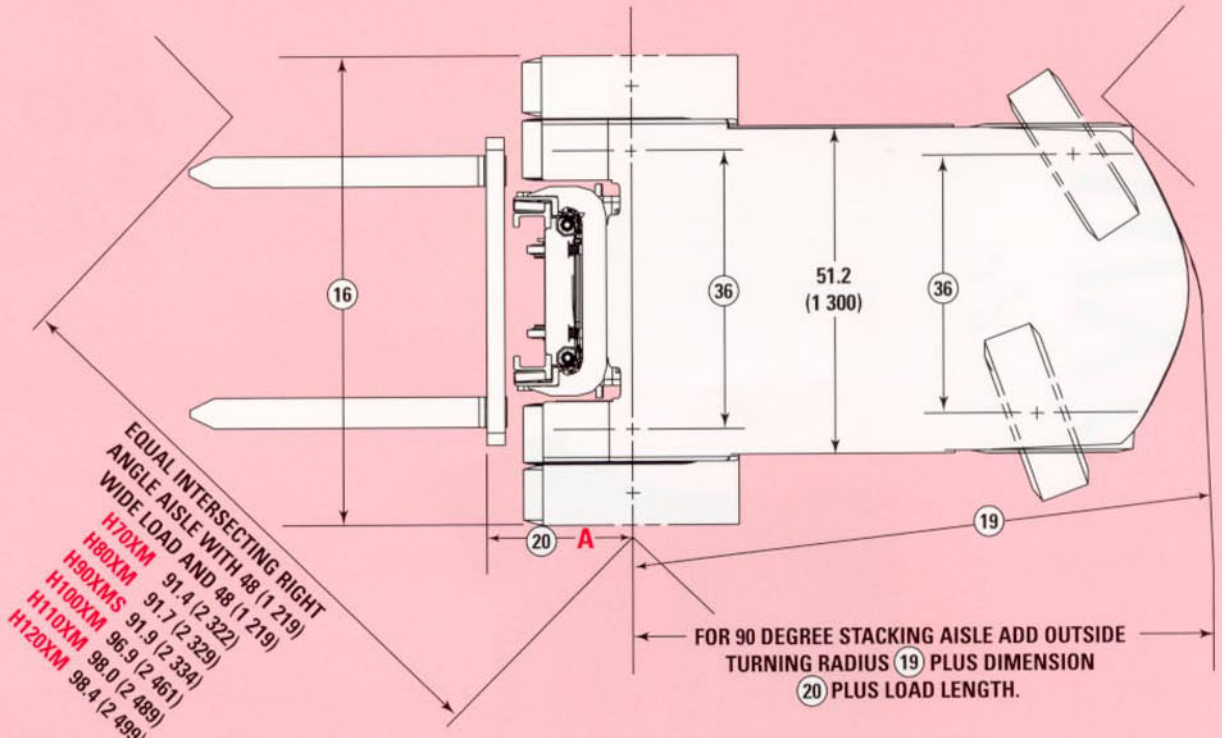 16
36
51.2
(1 300)
36
20 A
19
EQUAL INTERSECTING RIGHT
ANGLE AISLE WITH 48 (1 219)
WIDE LOAD AND 48 (1 219)
H70XM 91.4 (2 322)
H80XM 91.7 (2 329)
H90XMS 91.9 (2 334)
H100XM 96.9 (2 461)
H110XM 98.0 (2 489)
H120XM 98.4 (2 499)
FOR 90 DEGREE STACKING AISLE ADD OUTSIDE
TURNING RADIUS 19 PLUS DIMENSION
20 PLUS LOAD LENGTH.